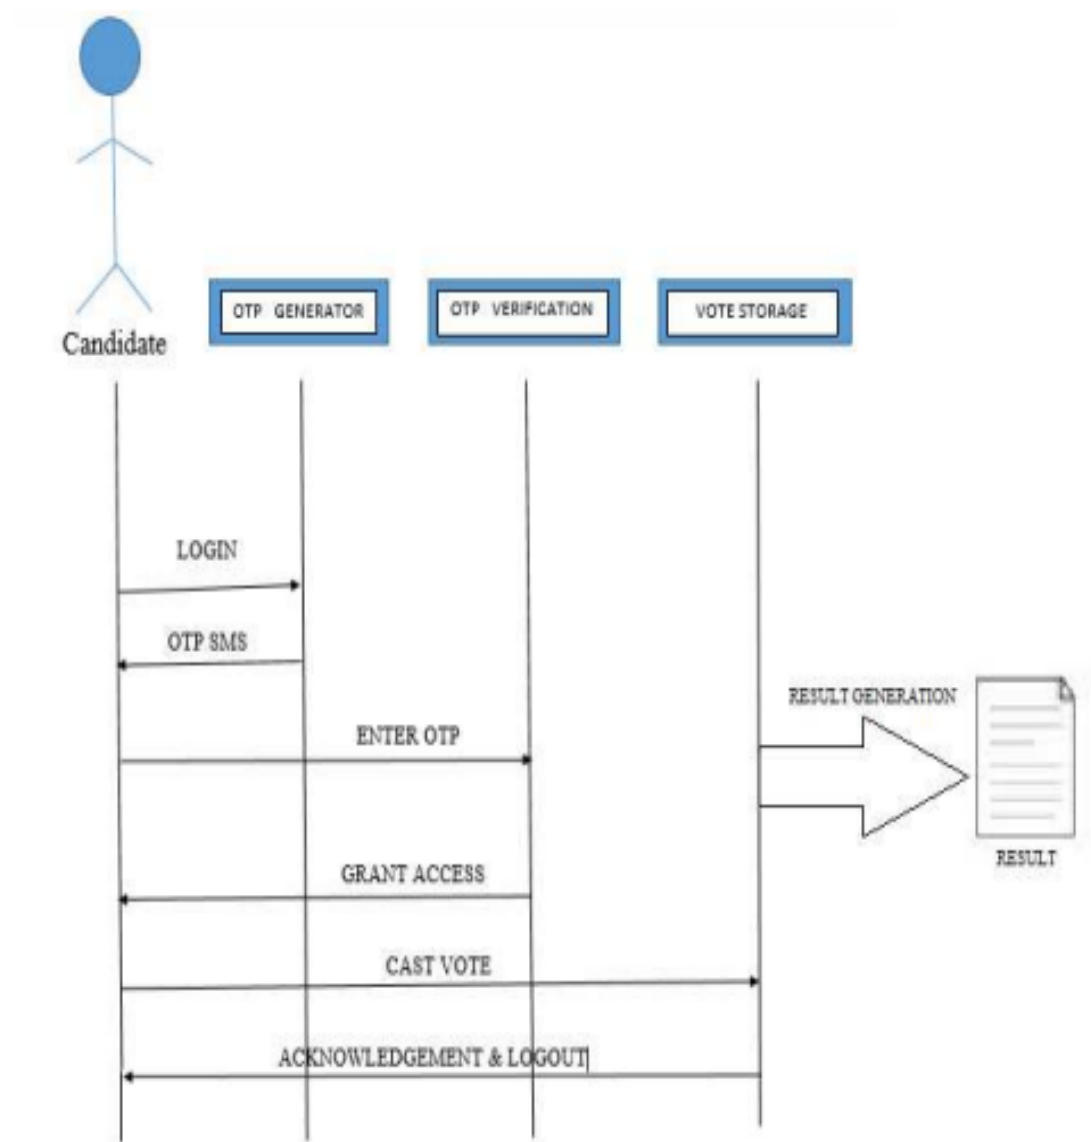 OTP GENERATOR
OTP VERIFICATION
VOTE STORAGE
Candidate
LOGIN
OTP SMS
RESULT GENERATION
ENTER OTP
RESULT
GRANT ACCESS
CAST VOTE
ACKNOWLEDGEMENT & LOGOUT